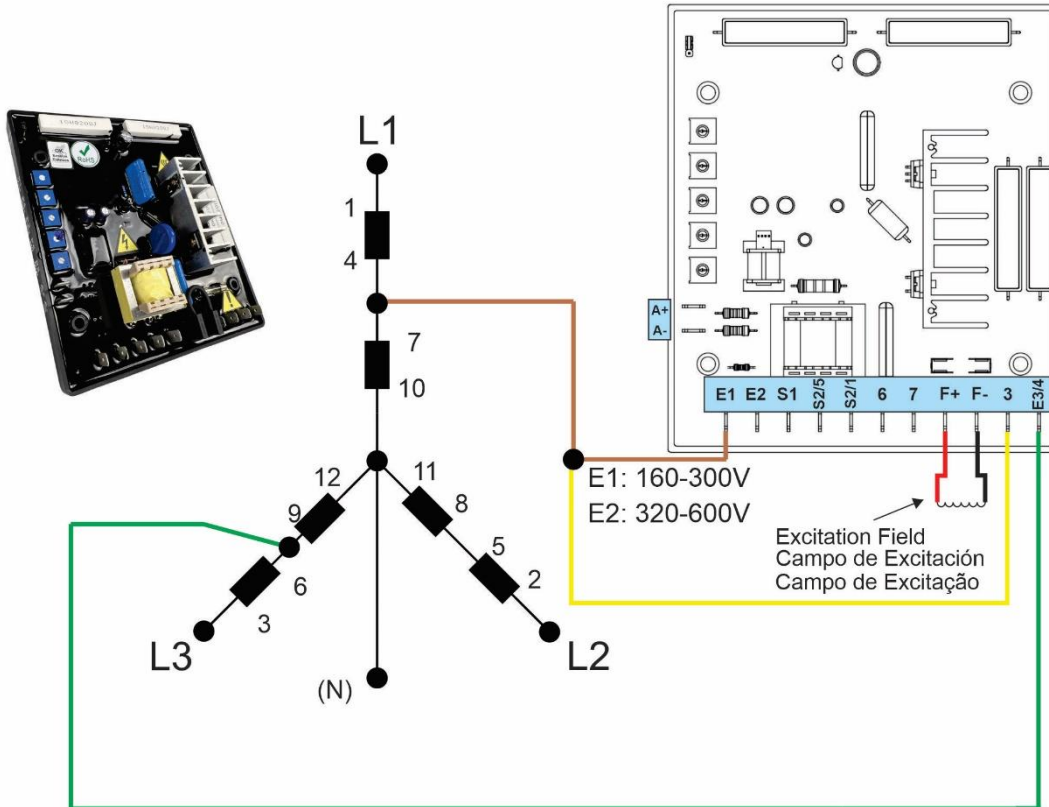 L1
1
4
7
10
12
11
9
8
6
5
3
2
L3
L2
(N)
RoHS
A+
A-
E1 E2 S1 S2/5 S2/1 6 7 F+ F- 3 E3/4
E1: 160-300V
E2: 320-600V
Excitation Field
Campo de Excitación
Campo de Excitação